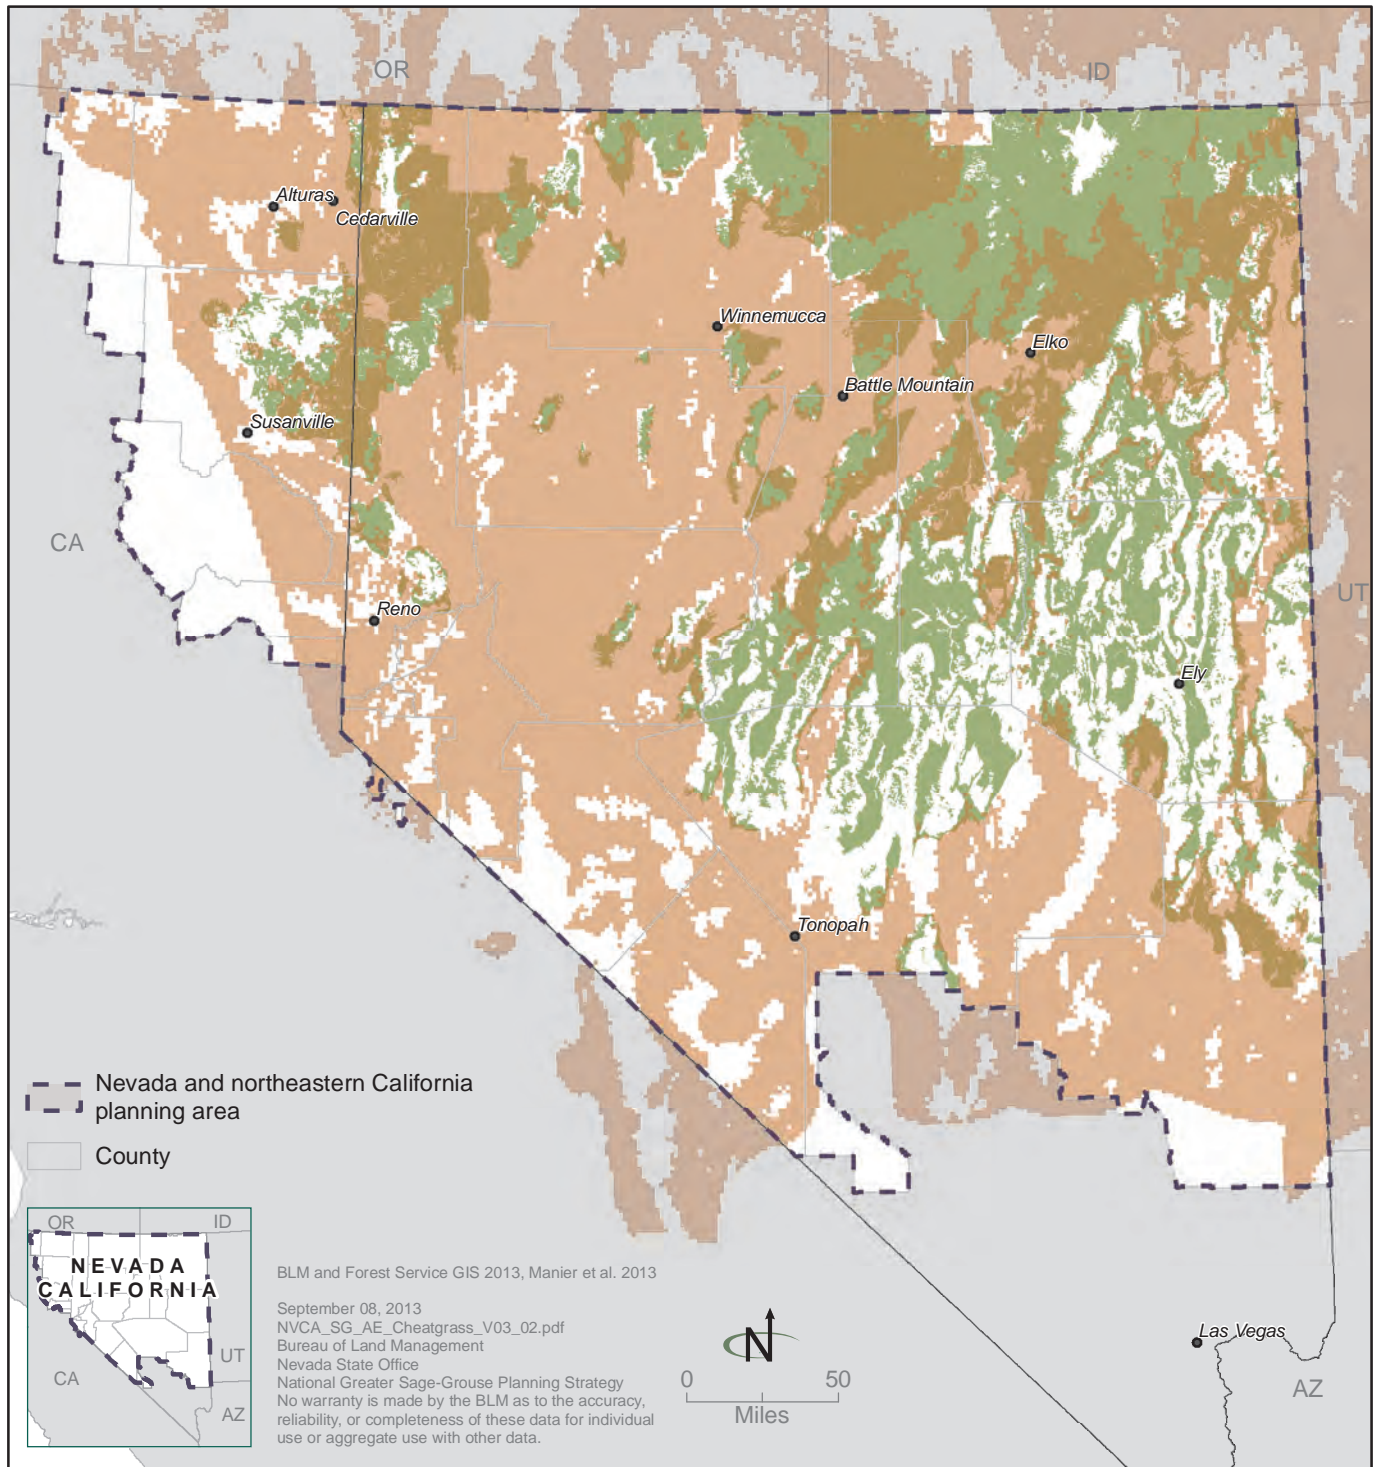 OR
ID
Alturas
Cedarville
Winnemucca
Elko
Battle Mountain
Susanville
CA
UT
Reno
Ely
Tonopah
Nevada and northeastern California
planning area
County
OR
ID
NEVADA
CALIFORNIA
UT
CA
AZ
BLM and Forest Service GIS 2013, Manier et al. 2013
September 08, 2013
NVCA_SG_AE_Cheatgrass_V03_02.pdf
Bureau of Land Management
Nevada State Office
National Greater Sage-Grouse Planning Strategy
No warranty is made by the BLM as to the accuracy,
reliability, or completeness of these data for individual
use or aggregate use with other data.
N
0 50
Miles
Las Vegas
AZ